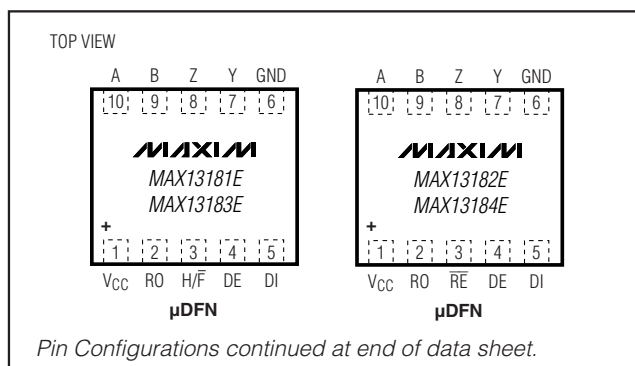 TOP VIEW
A B Z Y GND
10 9 8 7 6
MAXIM
MAX13181E
MAX13183E
+
1 2 3 4 5
VCC RO H/F̅ DE DI
µDFN
A B Z Y GND
10 9 8 7 6
MAXIM
MAX13182E
MAX13184E
+
1 2 3 4 5
VCC RO R̅E̅ DE DI
µDFN
Pin Configurations continued at end of data sheet.